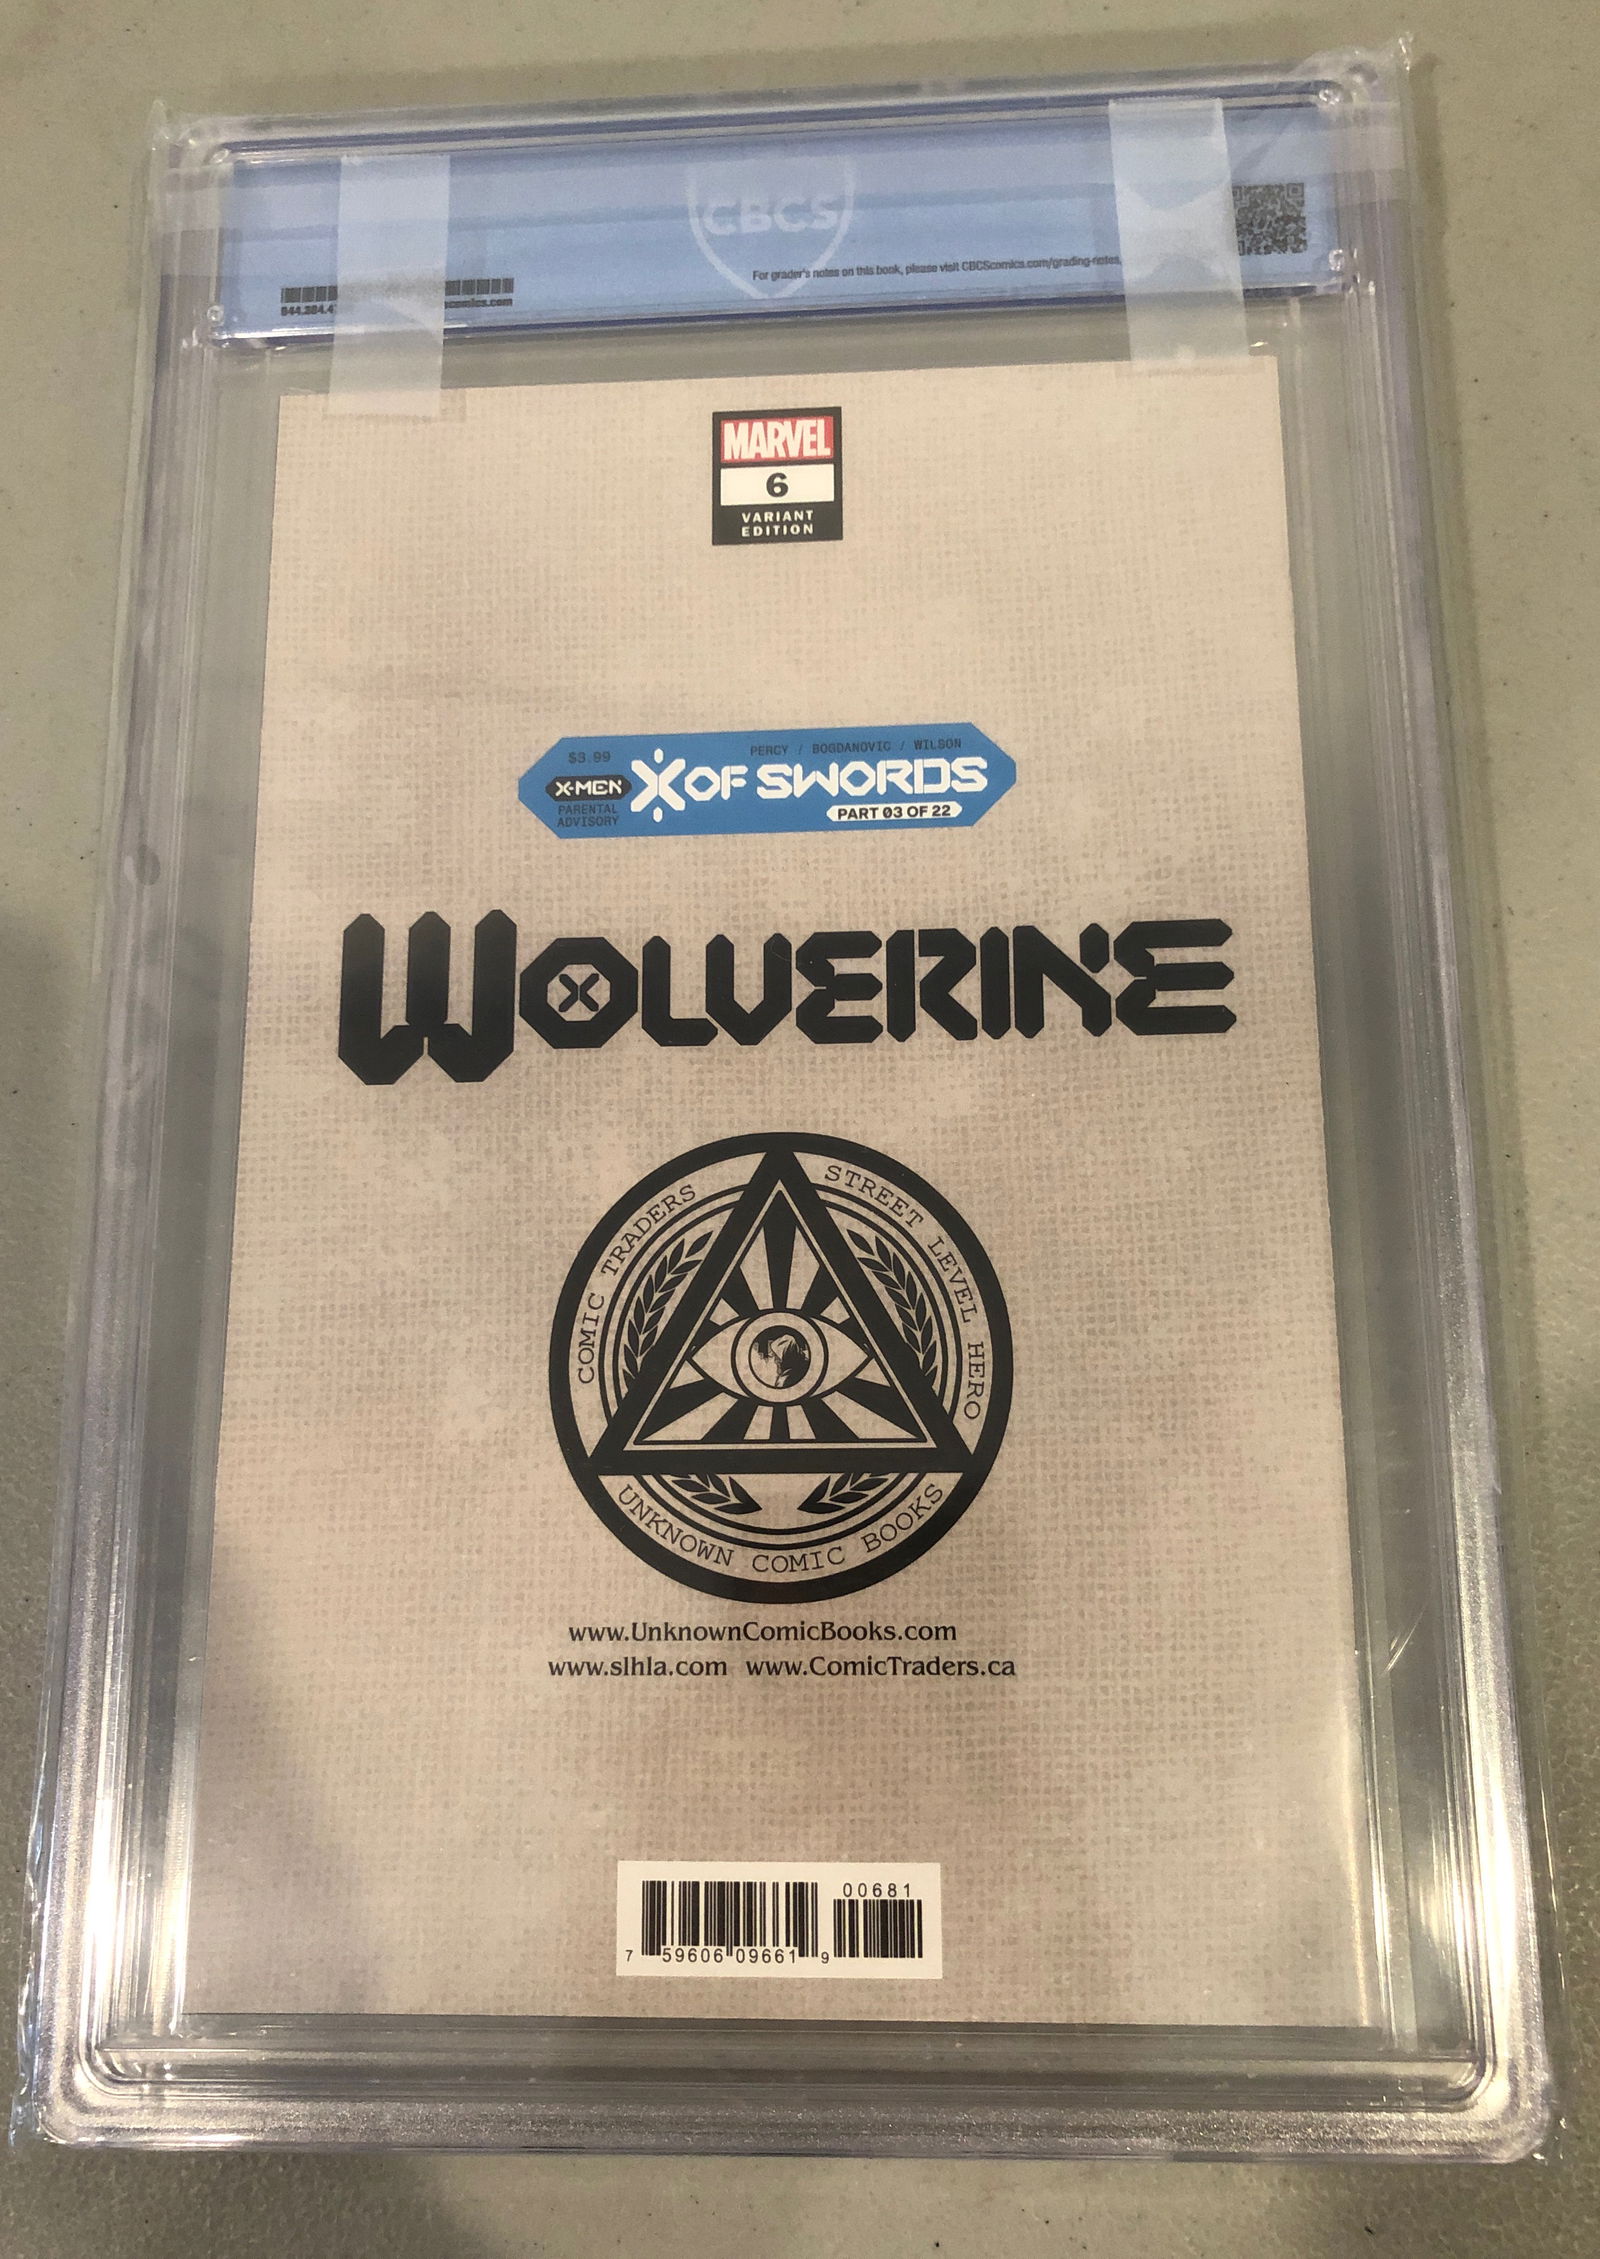 CBCS
For grader's notes on this book, please visit CBCScomics.com/grading-notes.
MARVEL
6
VARIANT
EDITION
$3.99
PERCY / BOGDANOVIC / WILSON
X-MEN
X OF SWORDS
PARENTAL
ADVISORY
PART 03 OF 22
WOLVERINE
COMIC TRADERS
STREET LEVEL HERO
UNKNOWN COMIC BOOKS
www.UnknownComicBooks.com
www.slhla.com www.ComicTraders.ca
00681
7 59606 09661 9